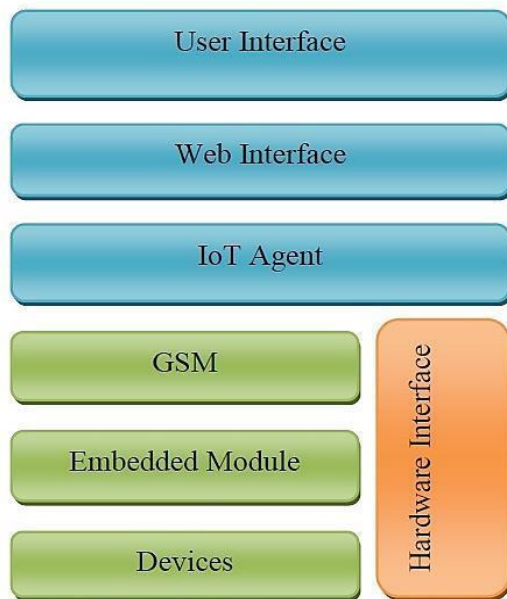 User Interface
Web Interface
IoT Agent
GSM
Embedded Module
Devices
Hardware Interface